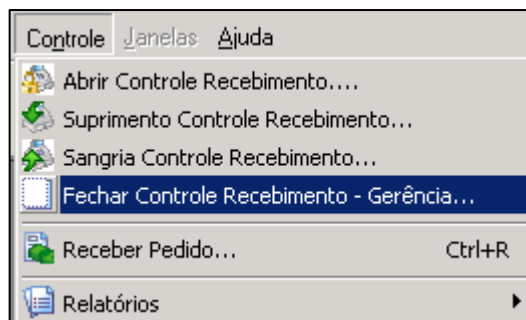 Controle Janelas Ajuda
Abrir Controle Recebimento....
Suprimento Controle Recebimento...
Sangria Controle Recebimento...
Fechar Controle Recebimento - Gerência...
Receber Pedido... Ctrl+R
Relatórios